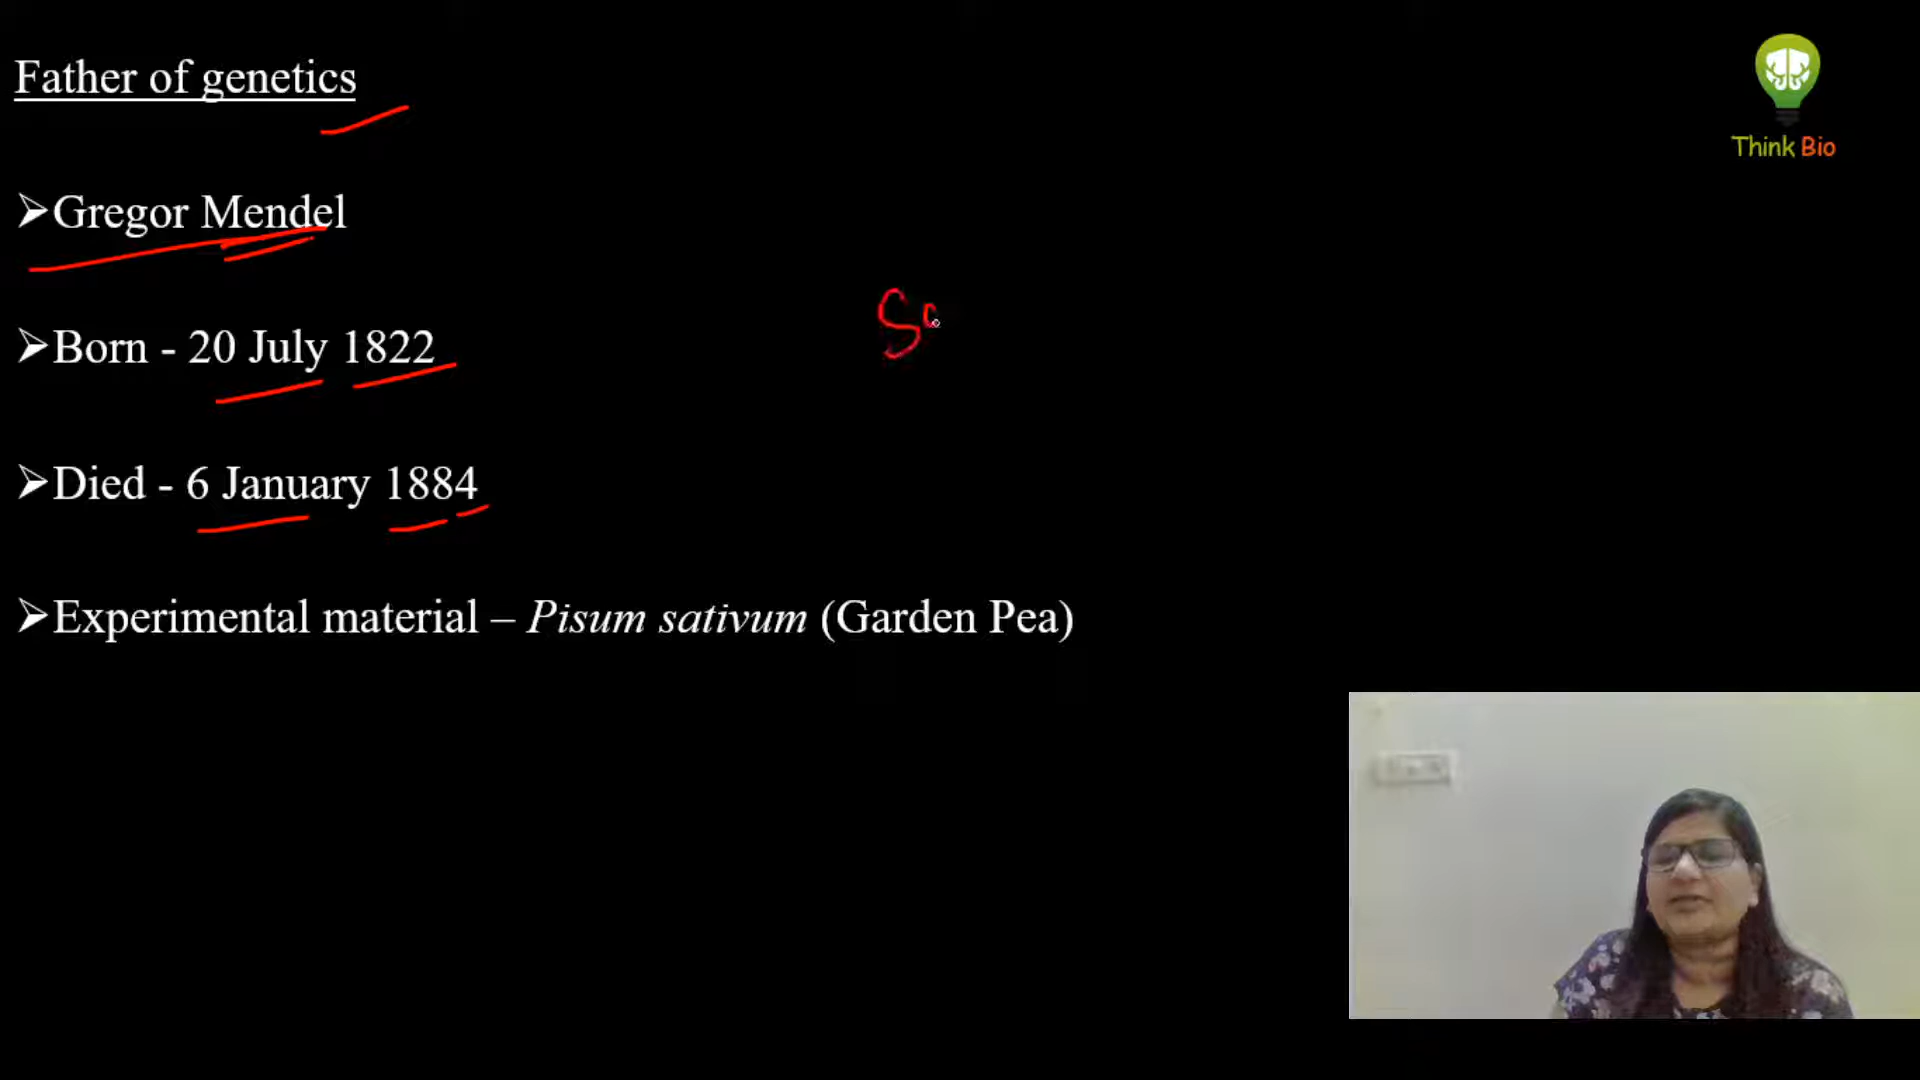 Father of genetics
Think Bio
➢Gregor Mendel
➢Born - 20 July 1822
➢Died - 6 January 1884
➢Experimental material – Pisum sativum (Garden Pea)